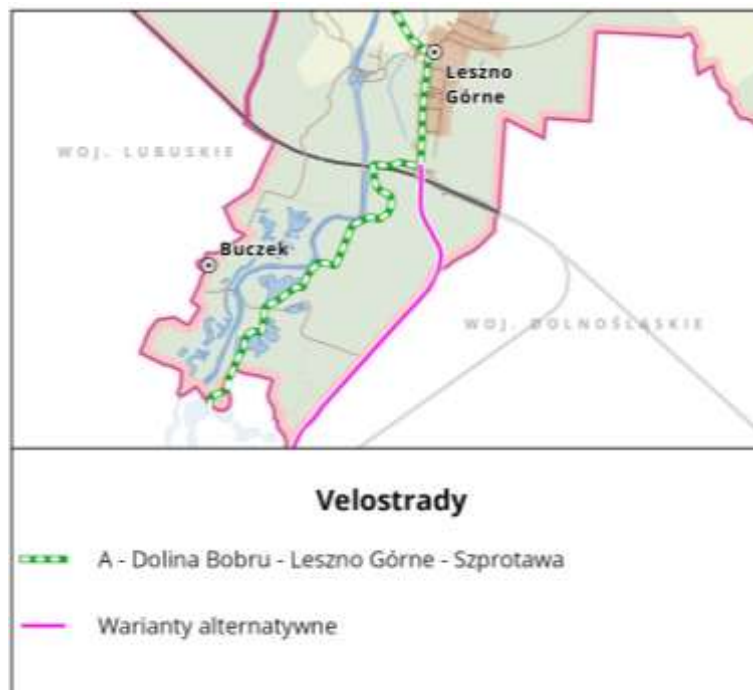 Leszno
Górne
WOJ. LUBUSKIE
Buczek
WOJ. DOLNOŚLĄSKIE
Velostrady
A - Dolina Bobru - Leszno Górne - Szprotawa
Warianty alternatywne